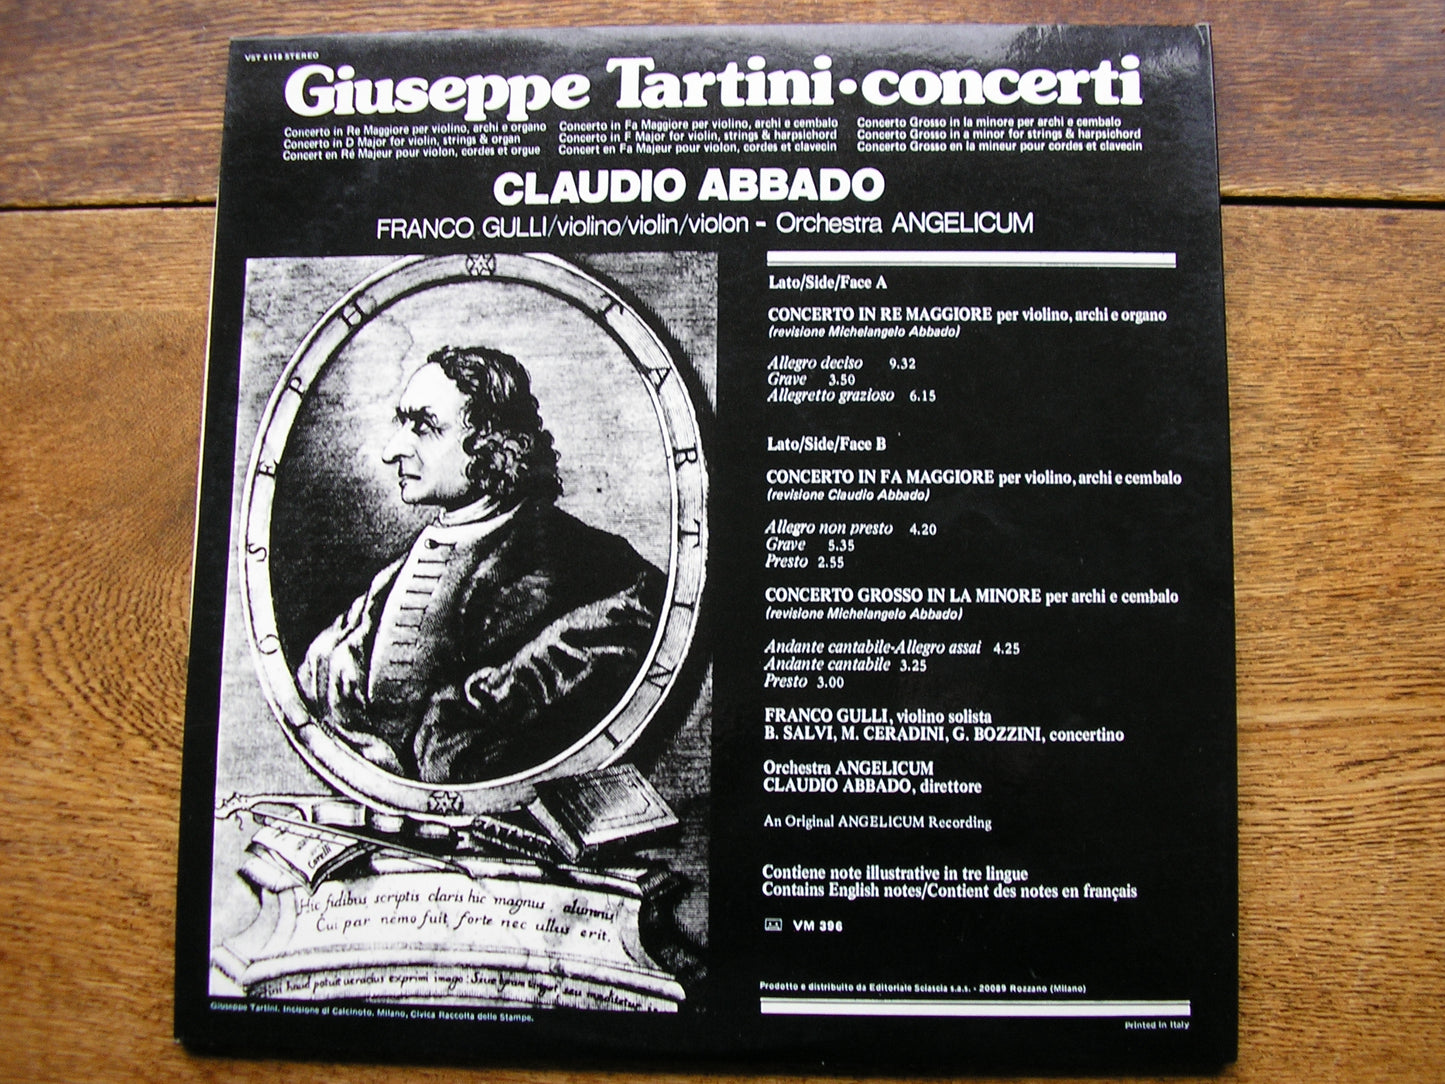 VST 6118 STEREO
Giuseppe Tartini•concerti
Concerto in Re Maggiore per violino, archi e organo
Concerto in D Major for violin, strings & organ
Concert en Ré Majeur pour violon, cordes et orgue
Concerto in Fa Maggiore per violino, archi e cembalo
Concerto in F Major for violin, strings & harpsichord
Concert en Fa Majeur pour violon, cordes et clavecin
Concerto Grosso in la minore per archi e cembalo
Concerto Grosso in a minor for strings & harpsichord
Concerto Grosso en la mineur pour cordes et clavecin
CLAUDIO ABBADO
FRANCO GULLI/violino/violin/violon - Orchestra ANGELICUM
IOSEPH TARTINI
Corelli
Hic fidibus scriptis claris hic magnus alumnus
Cui par nemo fuit forte nec ullus erit.
haud potuit veracius exprimi imago
Giuseppe Tartini. Incisione di Calcinoto. Milano, Civica Raccolta delle Stampe.
Lato/Side/Face A
CONCERTO IN RE MAGGIORE per violino, archi e organo
(revisione Michelangelo Abbado)
Allegro deciso 9.32
Grave 3.50
Allegretto grazioso 6.15
Lato/Side/Face B
CONCERTO IN FA MAGGIORE per violino, archi e cembalo
(revisione Claudio Abbado)
Allegro non presto 4.20
Grave 5.35
Presto 2.55
CONCERTO GROSSO IN LA MINORE per archi e cembalo
(revisione Michelangelo Abbado)
Andante cantabile-Allegro assai 4.25
Andante cantabile 3.25
Presto 3.00
FRANCO GULLI, violino solista
B. SALVI, M. CERADINI, G. BOZZINI, concertino
Orchestra ANGELICUM
CLAUDIO ABBADO, direttore
An Original ANGELICUM Recording
Contiene note illustrative in tre lingue
Contains English notes/Contient des notes en français
VM 396
Prodotto e distribuito da Editoriale Sciascia s.a.s. - 20089 Rozzano (Milano)
Printed in Italy